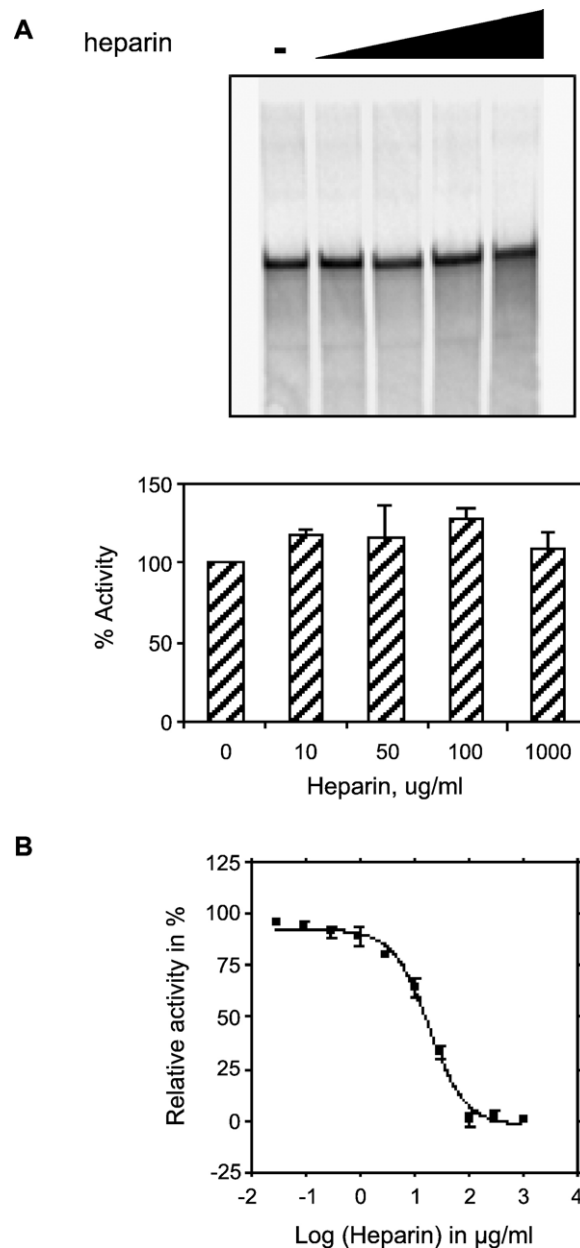 A
heparin -
150
100
50
0
% Activity
0 10 50 100 1000
Heparin, ug/ml
B
125
100
75
50
25
0
-25
Relative activity in %
-2 -1 0 1 2 3 4
Log (Heparin) in µg/ml